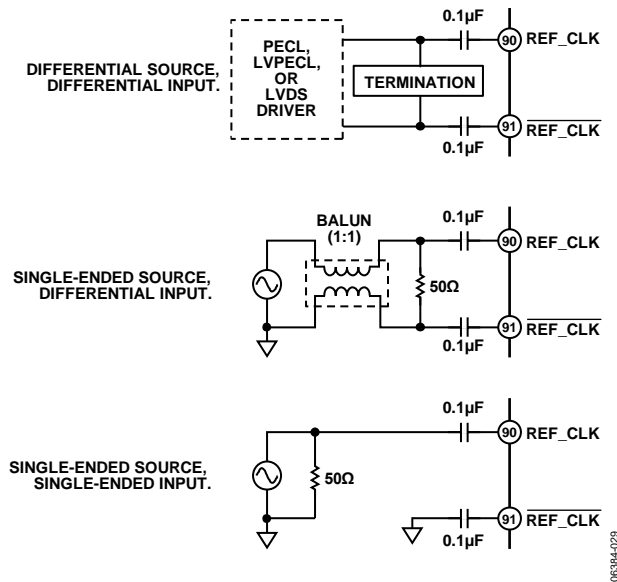 DIFFERENTIAL SOURCE,
DIFFERENTIAL INPUT.
PECL,
LVPECL,
OR
LVDS
DRIVER
TERMINATION
0.1µF
90 REF_CLK
91 REF_CLK
0.1µF
SINGLE-ENDED SOURCE,
DIFFERENTIAL INPUT.
BALUN
(1:1)
50Ω
0.1µF
90 REF_CLK
91 REF_CLK
0.1µF
SINGLE-ENDED SOURCE,
SINGLE-ENDED INPUT.
50Ω
0.1µF
90 REF_CLK
91 REF_CLK
0.1µF
06384-029